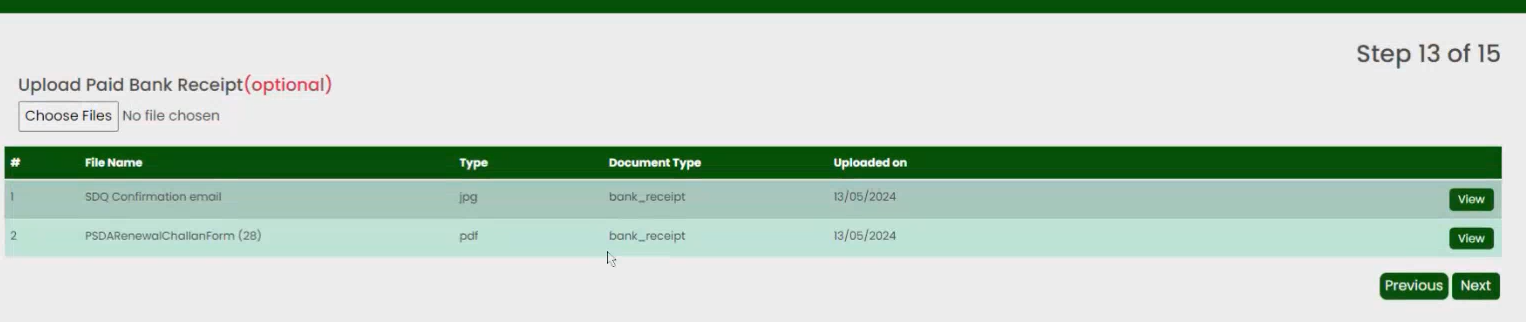 Step 13 of 15
Upload Paid Bank Receipt(optional)
Choose Files No file chosen
# File Name Type Document Type Uploaded on
1 SDQ Confirmation email jpg bank_receipt 13/05/2024 View
2 PSDARenewalChallanForm (28) pdf bank_receipt 13/05/2024 View
Previous Next